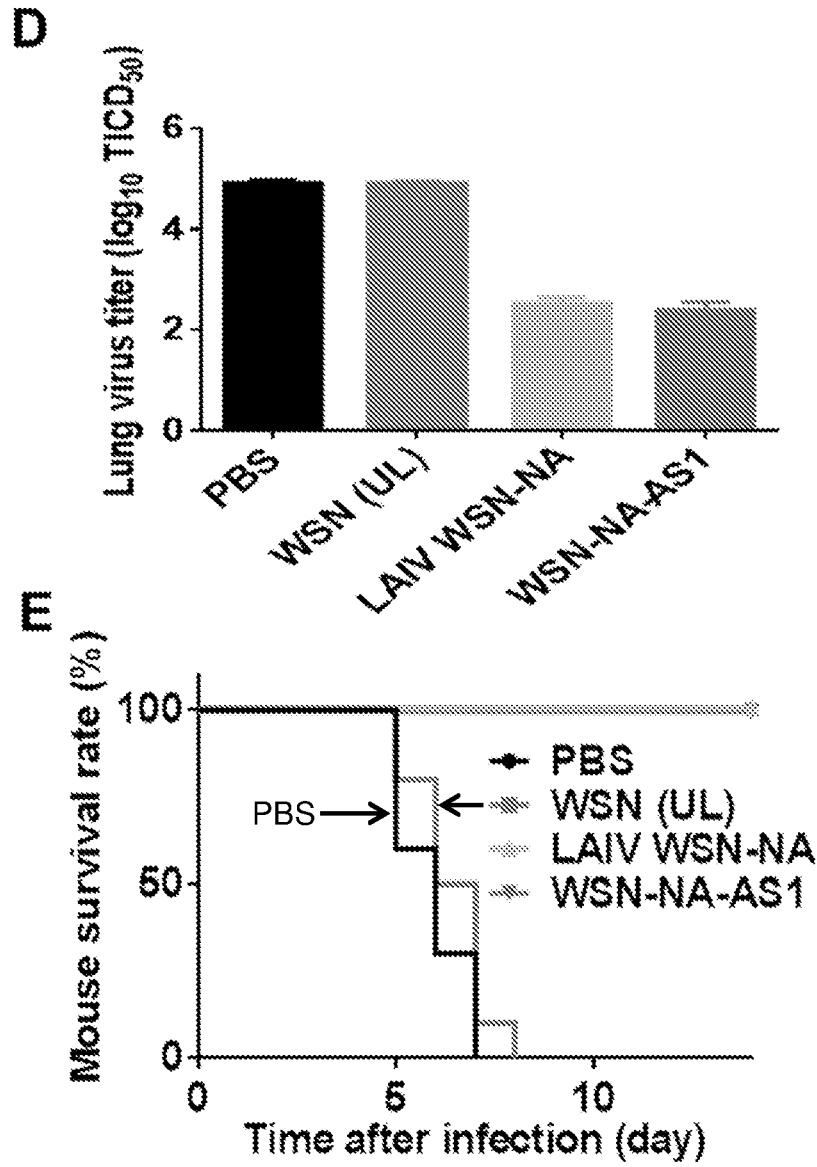 D
Lung virus titer (log10 TICD50)
6
4
2
0
PBS
WSN (UL)
LAIV WSN-NA
WSN-NA-AS1
E
Mouse survival rate (%)
100
50
0
PBS
PBS
WSN (UL)
LAIV WSN-NA
WSN-NA-AS1
0
5
10
Time after infection (day)